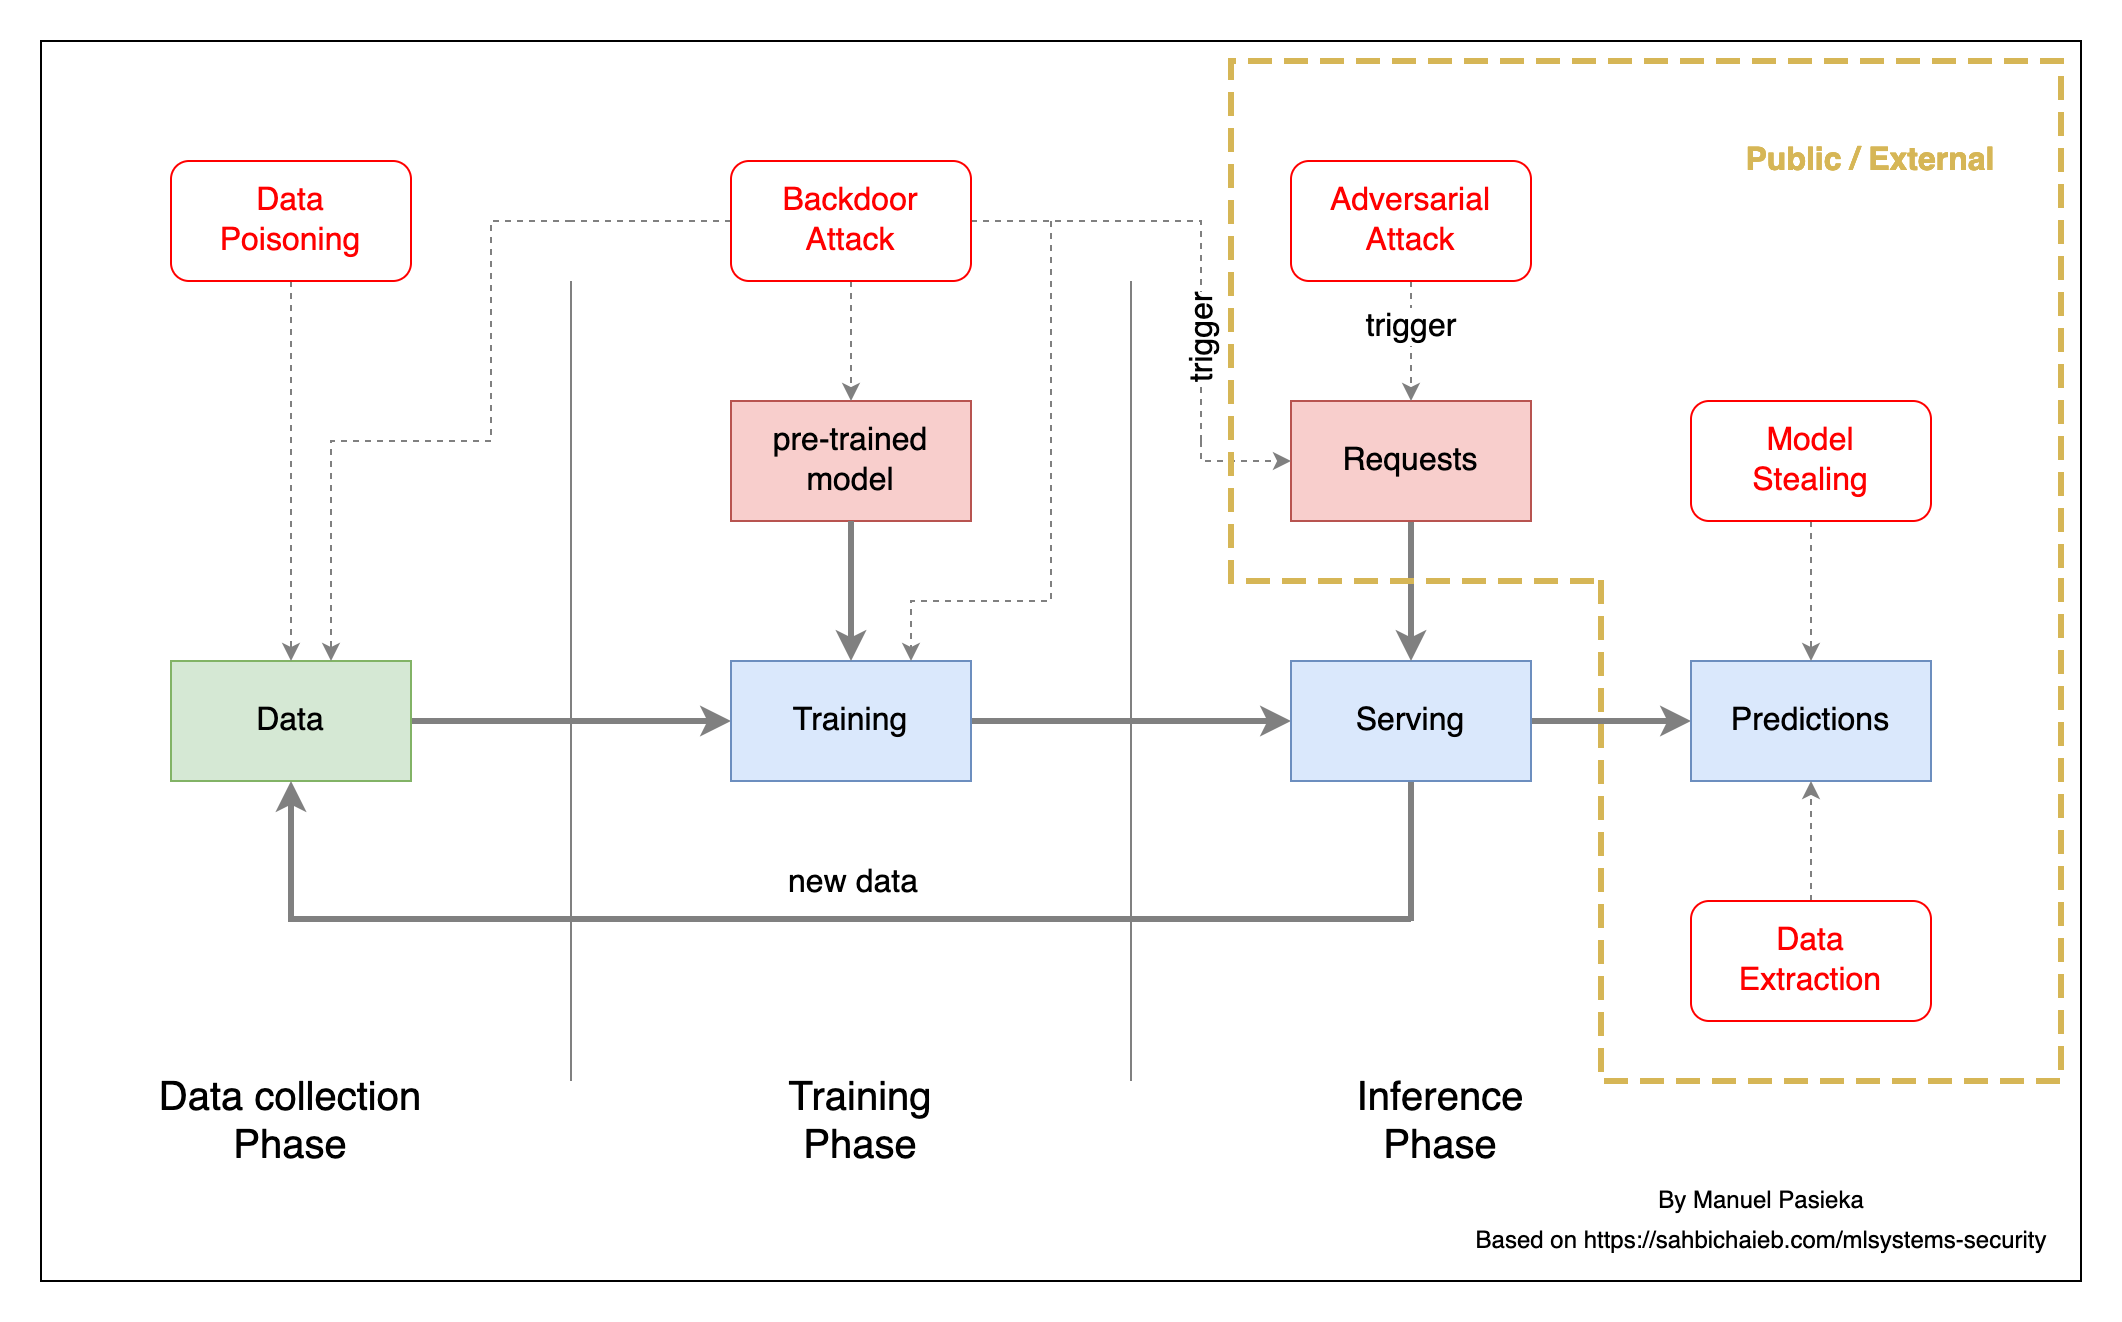 Public / External
Data
Poisoning
Backdoor
Attack
Adversarial
Attack
trigger
trigger
pre-trained
model
Requests
Model
Stealing
Data
Training
Serving
Predictions
new data
Data
Extraction
Data collection
Phase
Training
Phase
Inference
Phase
By Manuel Pasieka
Based on https://sahbichaieb.com/mlsystems-security